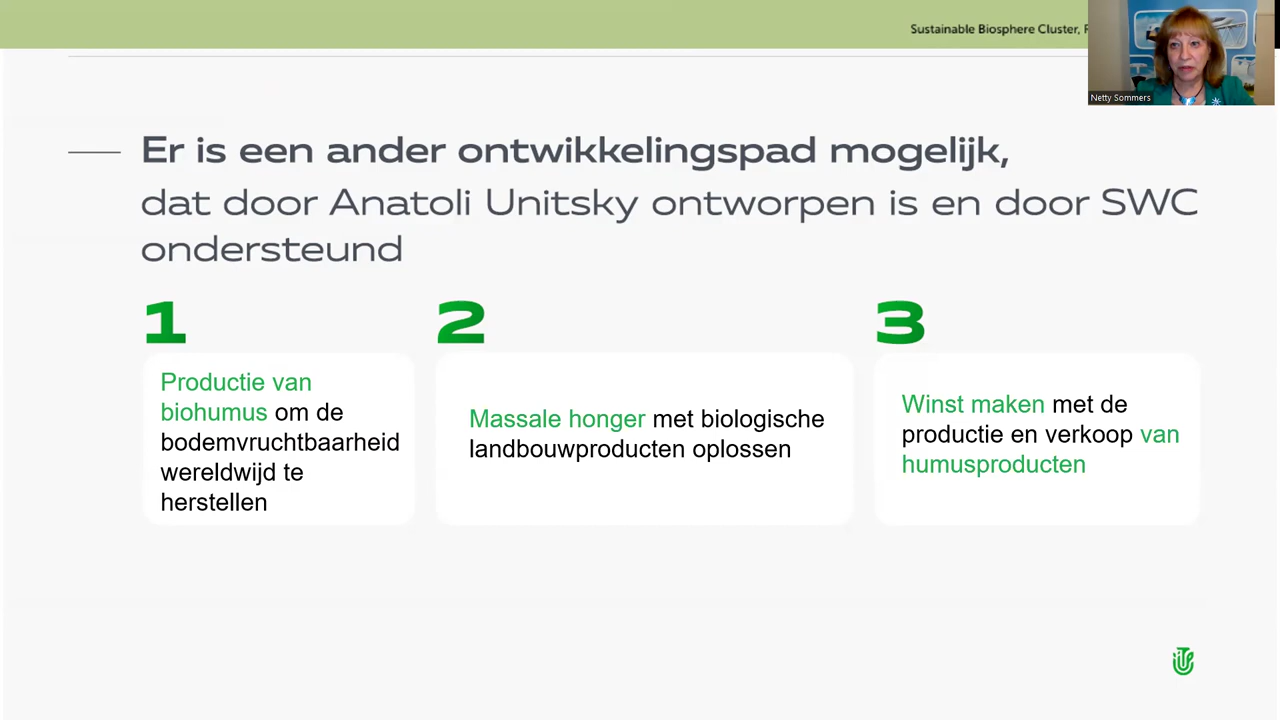 Sustainable Biosphere Cluster,
Netty Sommers
Er is een ander ontwikkelingspad mogelijk,
dat door Anatoli Unitsky ontworpen is en door SWC
ondersteund
1
Productie van
biohumus om de
bodemvruchtbaarheid
wereldwijd te
herstellen
2
Massale honger met biologische
landbouwproducten oplossen
3
Winst maken met de
productie en verkoop van
humusproducten